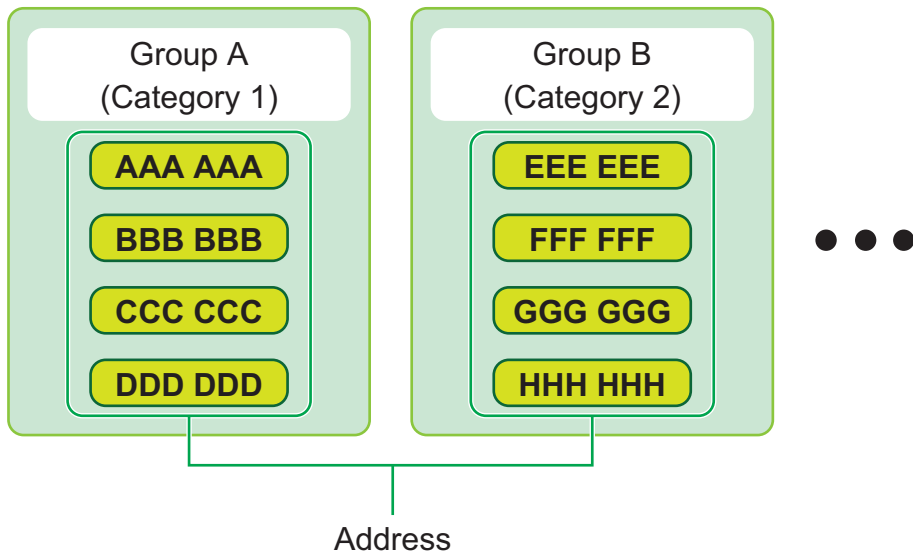 Group A
(Category 1)
AAA AAA
BBB BBB
CCC CCC
DDD DDD
Group B
(Category 2)
EEE EEE
FFF FFF
GGG GGG
HHH HHH
Address